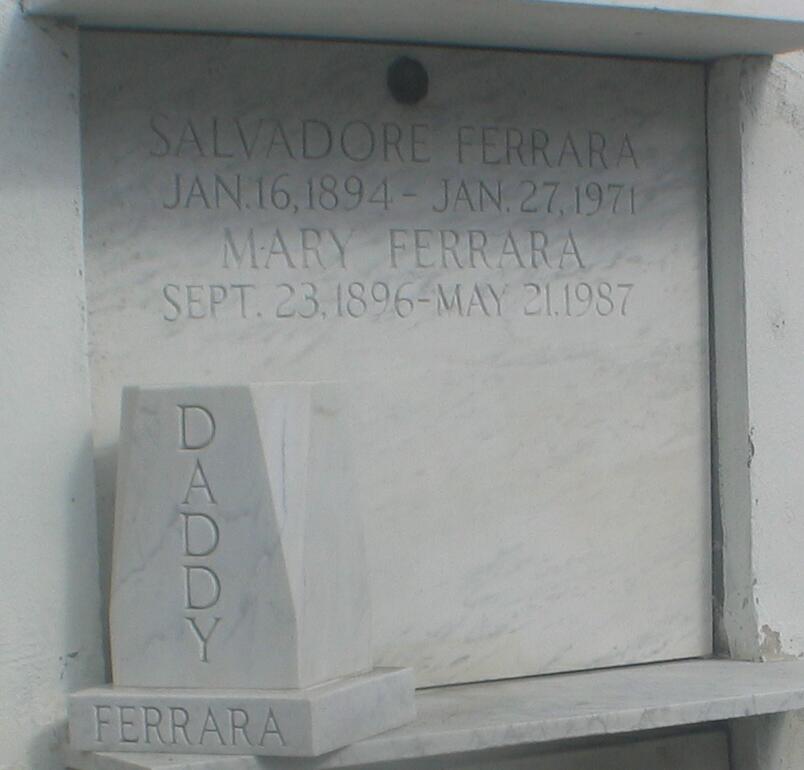 SALVADORE FERRARA
JAN. 16, 1894 - JAN. 27, 1971
MARY FERRARA
SEPT. 23, 1896 - MAY 21. 1987
DADDY
FERRARA